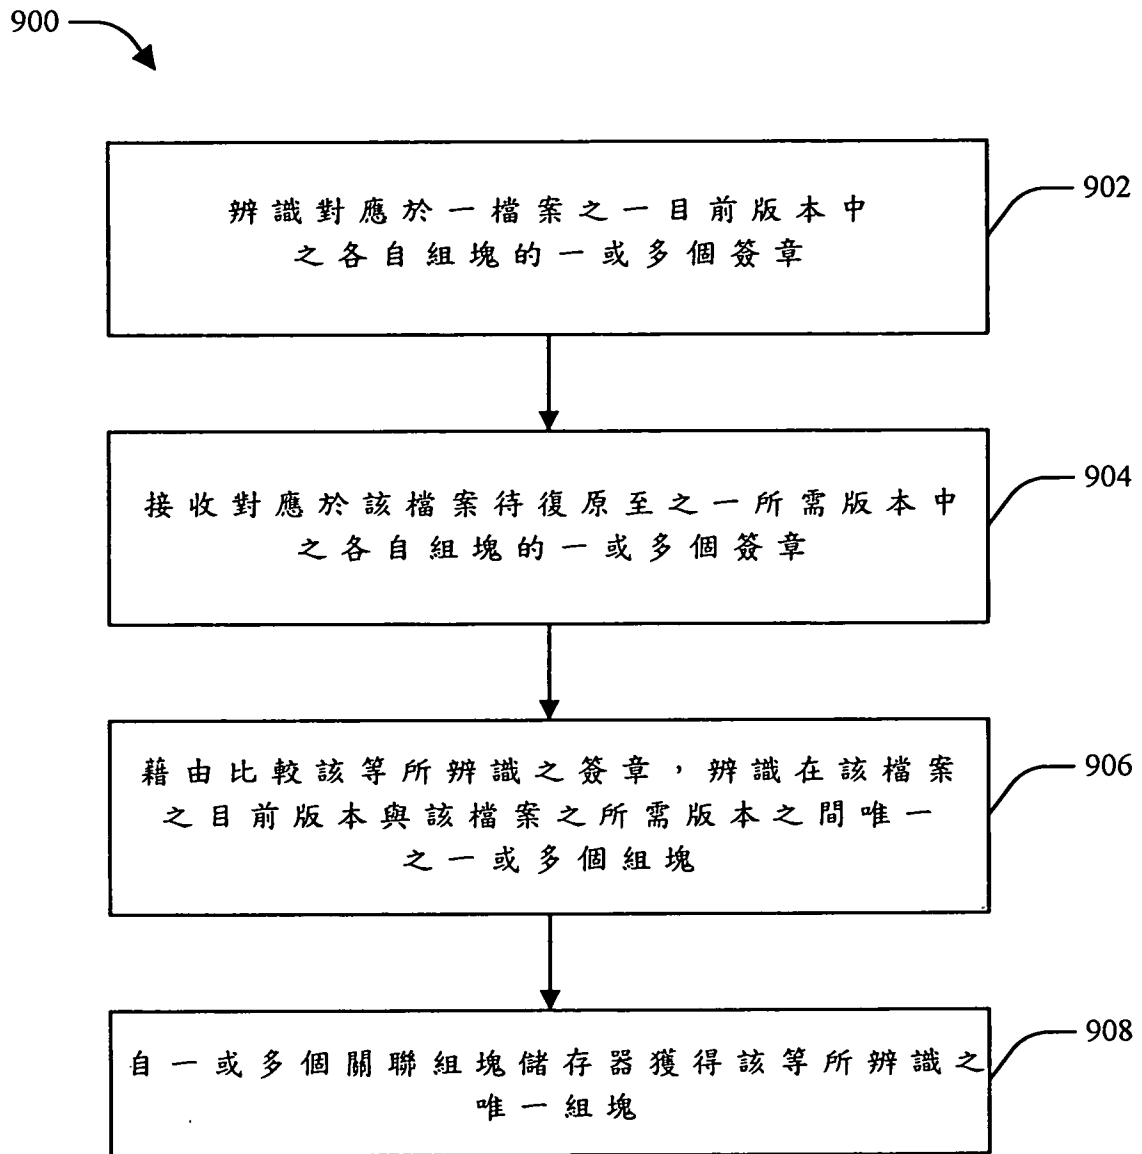 900
辨識對應於一檔案之一目前版本中
之各自組塊的一或多個簽章
902
接收對應於該檔案待復原至之一所需版本中
之各自組塊的一或多個簽章
904
藉由比較該等所辨識之簽章，辨識在該檔案
之目前版本與該檔案之所需版本之間唯一
之一或多個組塊
906
自一或多個關聯組塊儲存器獲得該等所辨識之
唯一組塊
908